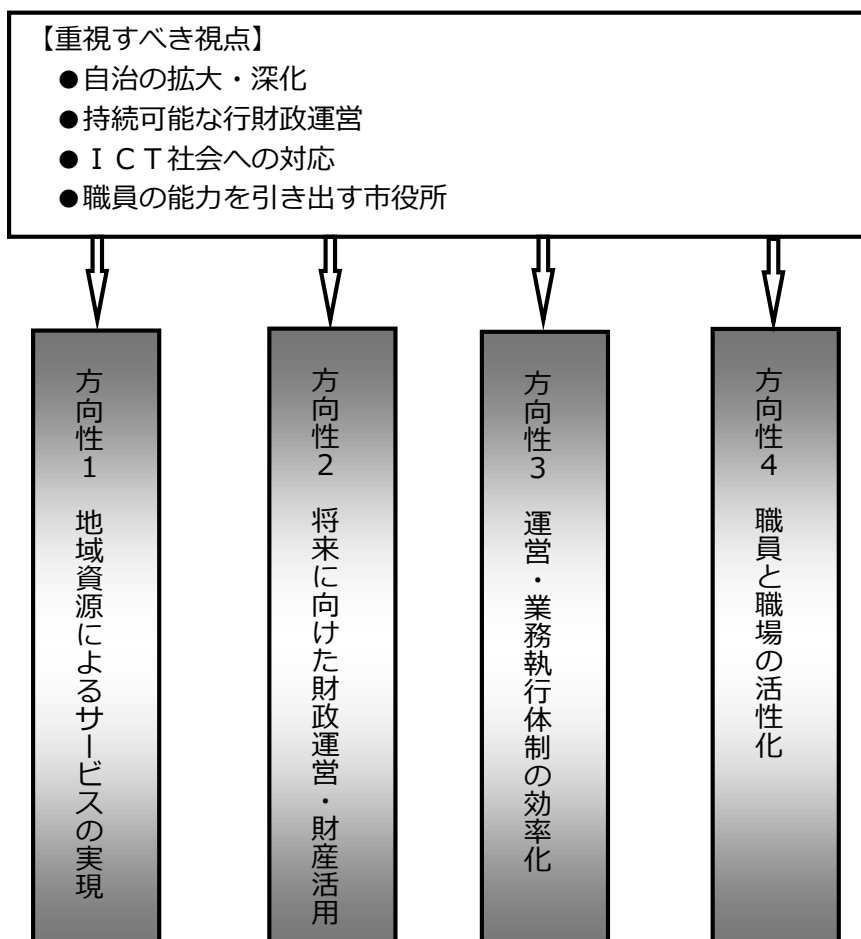 【重視すべき視点】
●自治の拡大・深化
●持続可能な行財政運営
●ＩＣＴ社会への対応
●職員の能力を引き出す市役所
方向性１　地域資源によるサービスの実現
方向性２　将来に向けた財政運営・財産活用
方向性３　運営・業務執行体制の効率化
方向性４　職員と職場の活性化